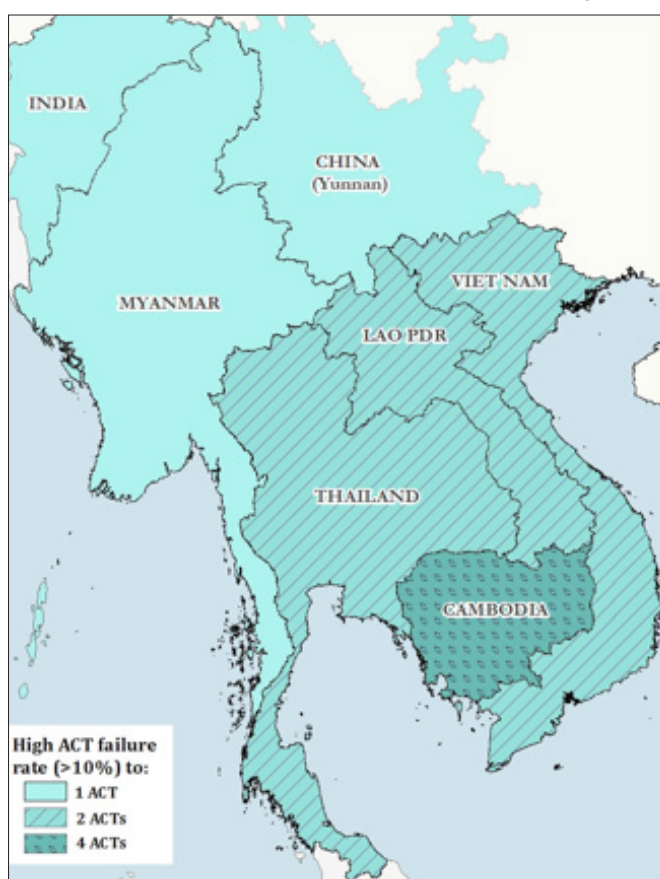 INDIA
CHINA
(Yunnan)
MYANMAR
VIET NAM
LAO PDR
THAILAND
CAMBODIA
High ACT failure
rate (>10%) to:
1 ACT
2 ACTs
4 ACTs